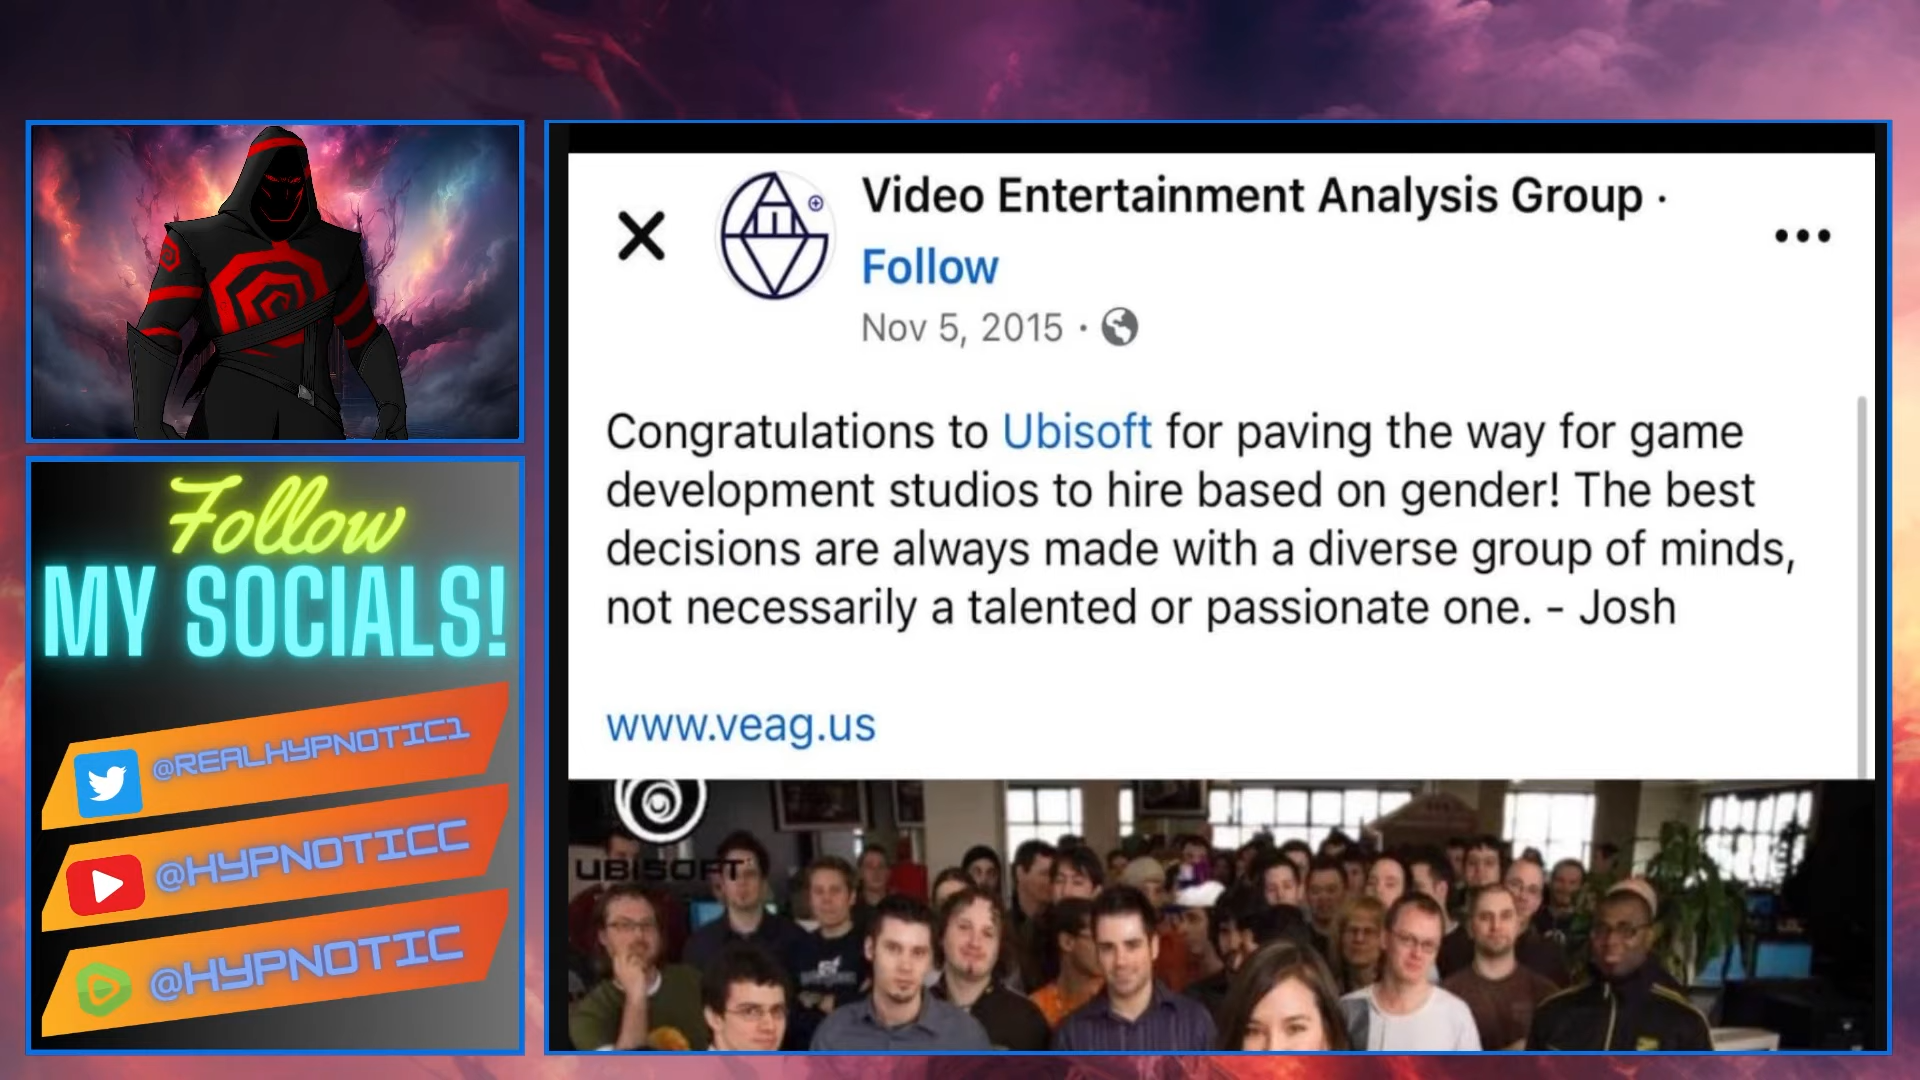 Video Entertainment Analysis Group ·
Follow
Nov 5, 2015 ·
Congratulations to Ubisoft for paving the way for game
development studios to hire based on gender! The best
decisions are always made with a diverse group of minds,
not necessarily a talented or passionate one. - Josh
www.veag.us
UBISOFT
Follow
MY SOCIALS!
@REALHYPNOTIC1
@HYPNOTICC
@HYPNOTIC